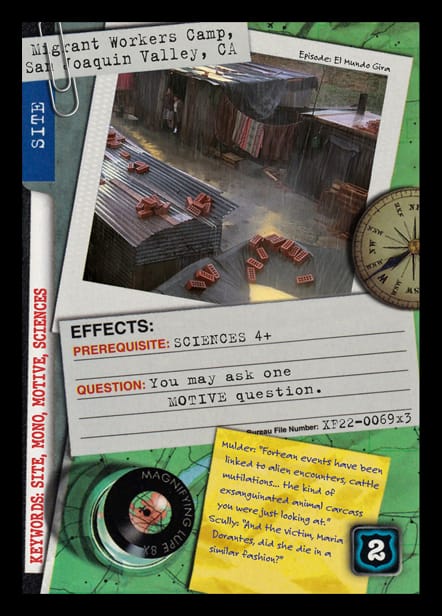 Migrant Workers Camp,
San Joaquin Valley, CA
Episode: El Mundo Gira
SITE
KEYWORDS: SITE, MONO, MOTIVE, SCIENCES
EFFECTS:
PREREQUISITE: SCIENCES 4+
QUESTION: You may ask one
MOTIVE question.
Bureau File Number: XF22-0069x3
Mulder: "Fortean events have been
linked to alien encounters, cattle
mutilations... the kind of
exsanguinated animal carcass
you were just looking at."
Scully: "And the victim, Maria
Dorantes, did she die in a
similar fashion?"
MAGNIFYING LUPE 8X
2